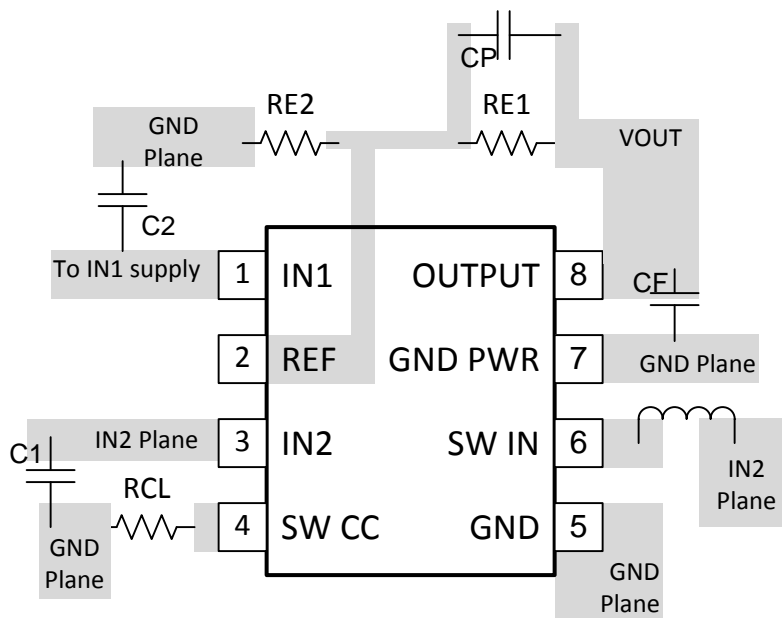 CP
RE2
RE1
GND
Plane
VOUT
C2
To IN1 supply
1
IN1
OUTPUT
8
CF
2
REF
GND PWR
7
GND Plane
C1
IN2 Plane
3
IN2
SW IN
6
IN2
Plane
RCL
4
SW CC
GND
5
GND
Plane
GND
Plane